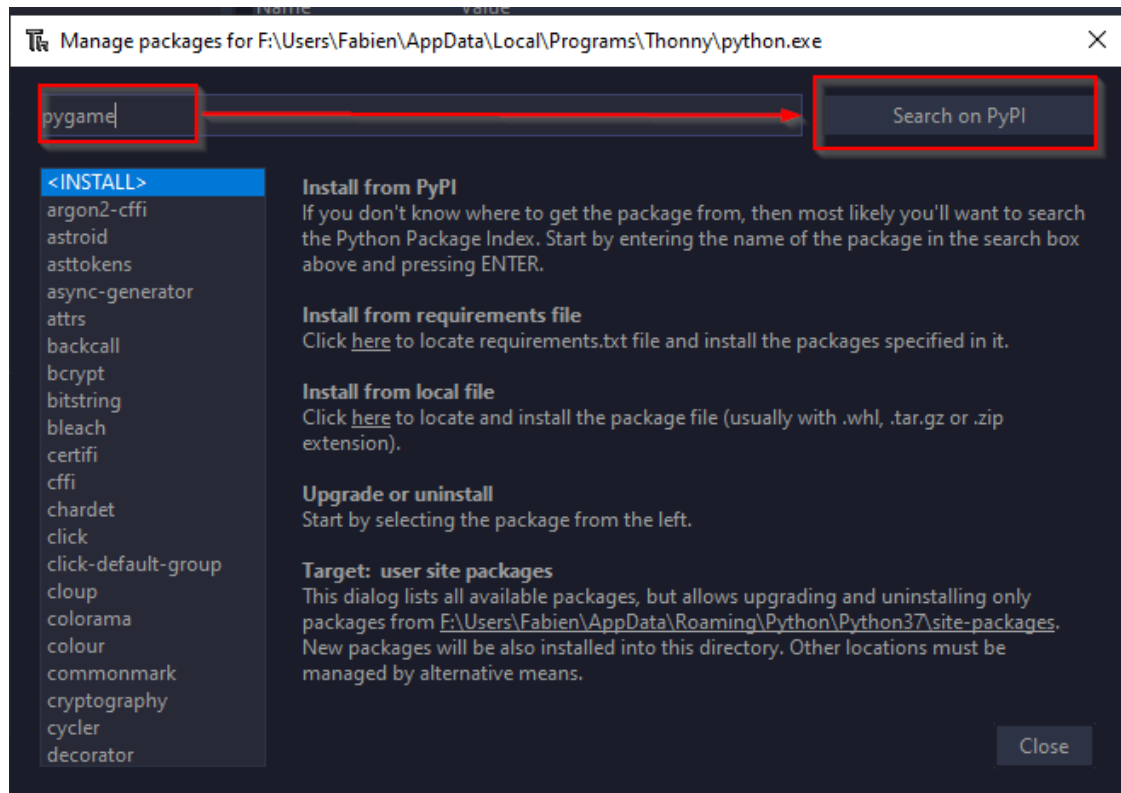 Name Value
Manage packages for F:\Users\Fabien\AppData\Local\Programs\Thonny\python.exe
pygame
Search on PyPI
<INSTALL>
argon2-cffi
astroid
asttokens
async-generator
attrs
backcall
bcrypt
bitstring
bleach
certifi
cffi
chardet
click
click-default-group
cloup
colorama
colour
commonmark
cryptography
cycler
decorator
Install from PyPI
If you don't know where to get the package from, then most likely you'll want to search
the Python Package Index. Start by entering the name of the package in the search box
above and pressing ENTER.
Install from requirements file
Click here to locate requirements.txt file and install the packages specified in it.
Install from local file
Click here to locate and install the package file (usually with .whl, .tar.gz or .zip
extension).
Upgrade or uninstall
Start by selecting the package from the left.
Target:  user site packages
This dialog lists all available packages, but allows upgrading and uninstalling only
packages from F:\Users\Fabien\AppData\Roaming\Python\Python37\site-packages.
New packages will be also installed into this directory. Other locations must be
managed by alternative means.
Close